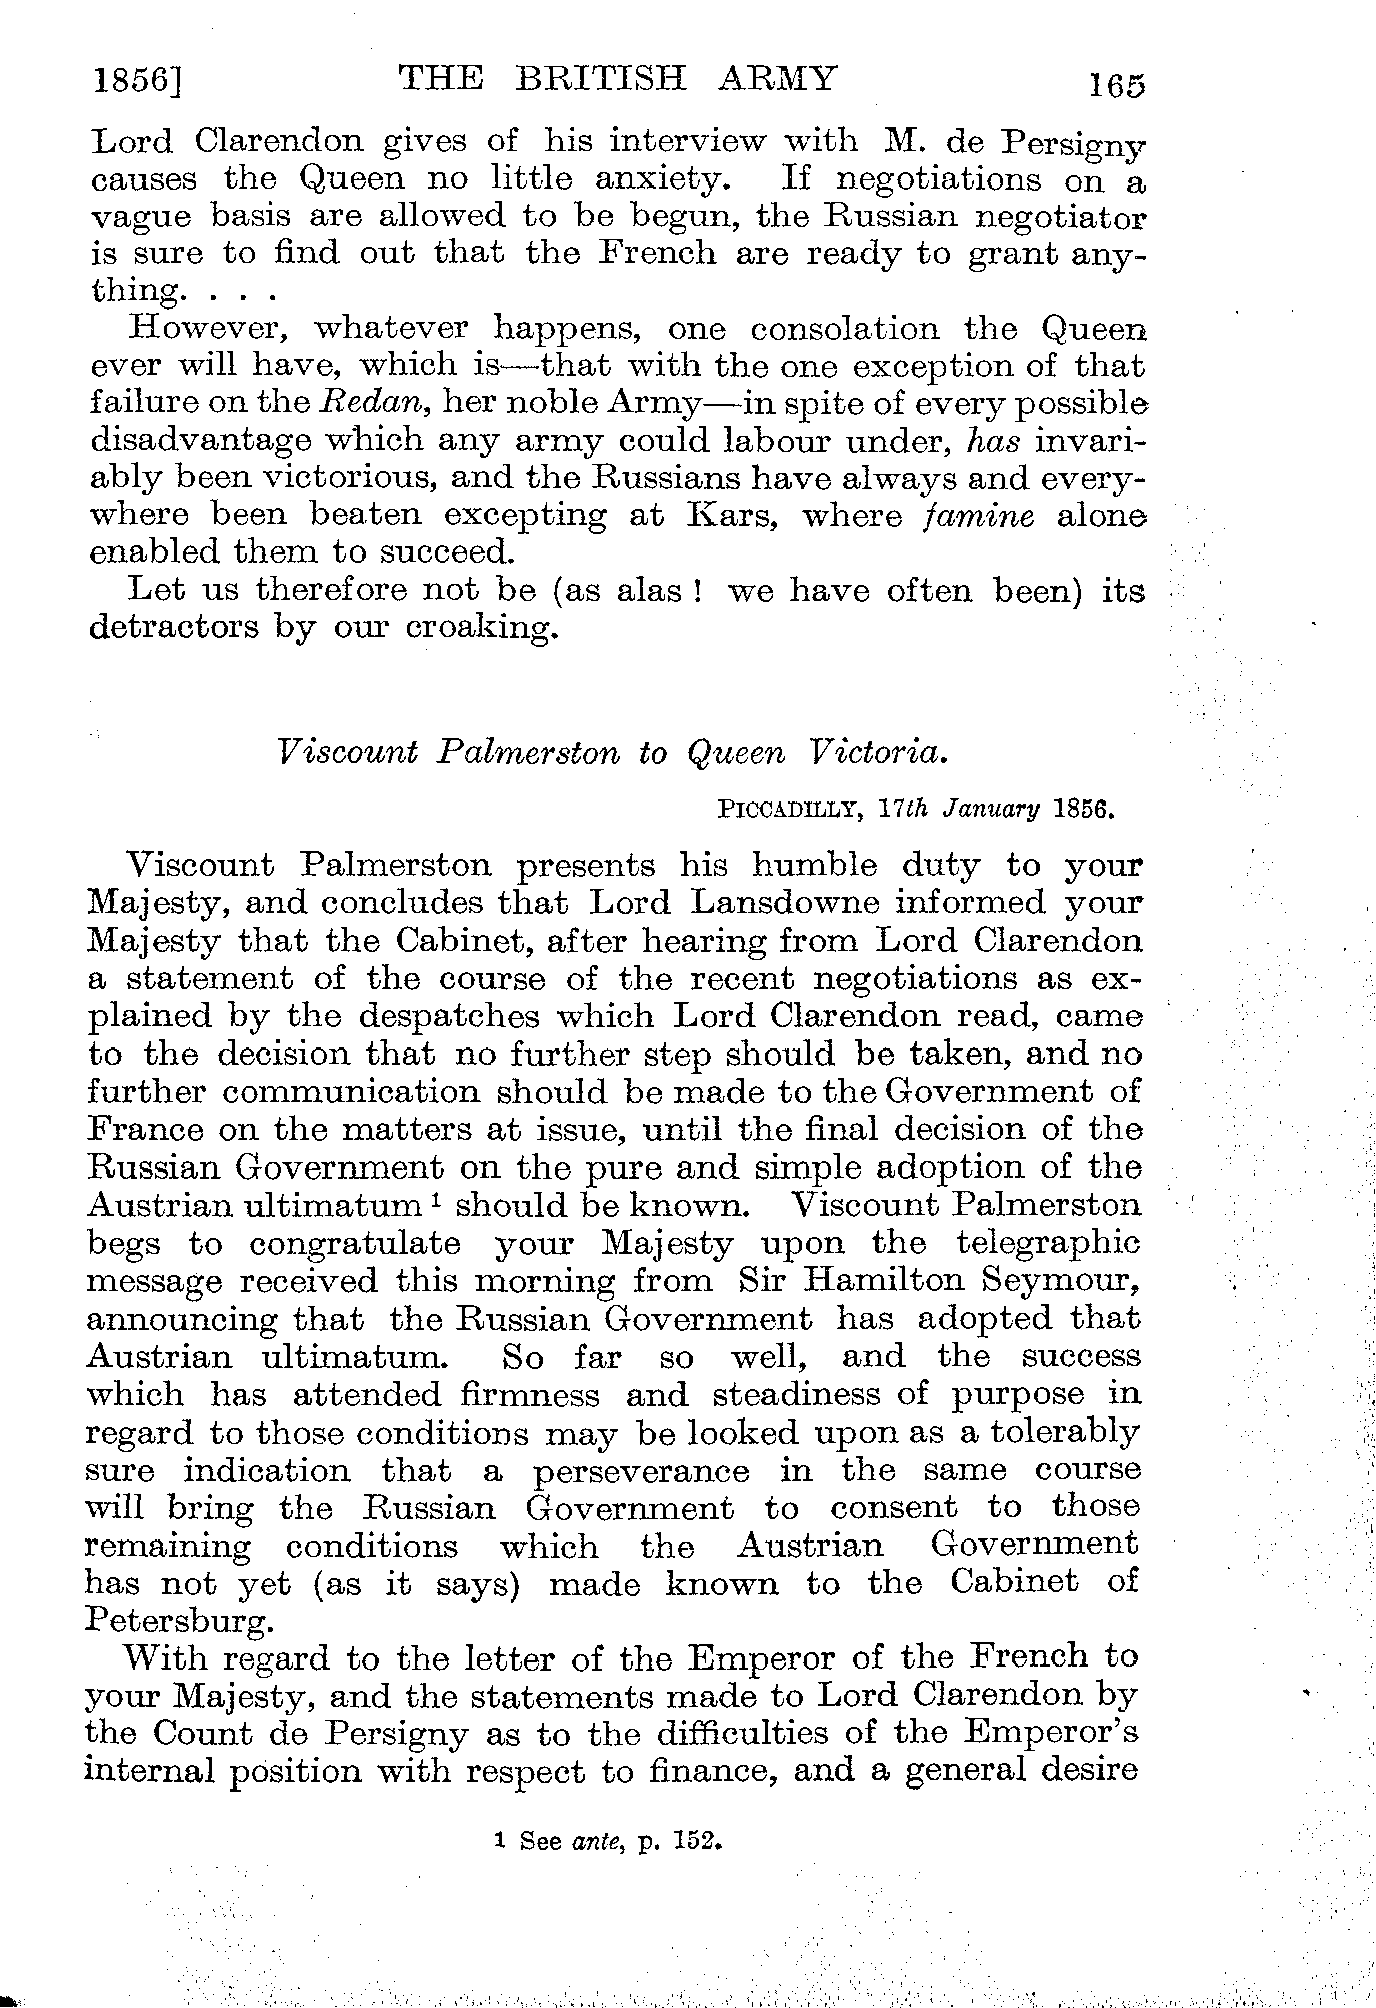 1856] THE BRITISH ARMY 165
Lord Clarendon gives of his interview with M. de Persigny
causes the Queen no little anxiety. If negotiations on a
vague basis are allowed to be begun, the Russian negotiator
is sure to find out that the French are ready to grant any-
thing. . . .
However, whatever happens, one consolation the Queen
ever will have, which is—that with the one exception of that
failure on the Redan, her noble Army—in spite of every possible
disadvantage which any army could labour under, has invari-
ably been victorious, and the Russians have always and every-
where been beaten excepting at Kars, where famine alone
enabled them to succeed.
Let us therefore not be (as alas ! we have often been) its
detractors by our croaking.
Viscount Palmerston to Queen Victoria.
PICCADILLY, 17th January 1856.
Viscount Palmerston presents his humble duty to your
Majesty, and concludes that Lord Lansdowne informed your
Majesty that the Cabinet, after hearing from Lord Clarendon
a statement of the course of the recent negotiations as ex-
plained by the despatches which Lord Clarendon read, came
to the decision that no further step should be taken, and no
further communication should be made to the Government of
France on the matters at issue, until the final decision of the
Russian Government on the pure and simple adoption of the
Austrian ultimatum ¹ should be known. Viscount Palmerston
begs to congratulate your Majesty upon the telegraphic
message received this morning from Sir Hamilton Seymour,
announcing that the Russian Government has adopted that
Austrian ultimatum. So far so well, and the success
which has attended firmness and steadiness of purpose in
regard to those conditions may be looked upon as a tolerably
sure indication that a perseverance in the same course
will bring the Russian Government to consent to those
remaining conditions which the Austrian Government
has not yet (as it says) made known to the Cabinet of
Petersburg.
With regard to the letter of the Emperor of the French to
your Majesty, and the statements made to Lord Clarendon by
the Count de Persigny as to the difficulties of the Emperor's
internal position with respect to finance, and a general desire
1 See ante, p. 152.